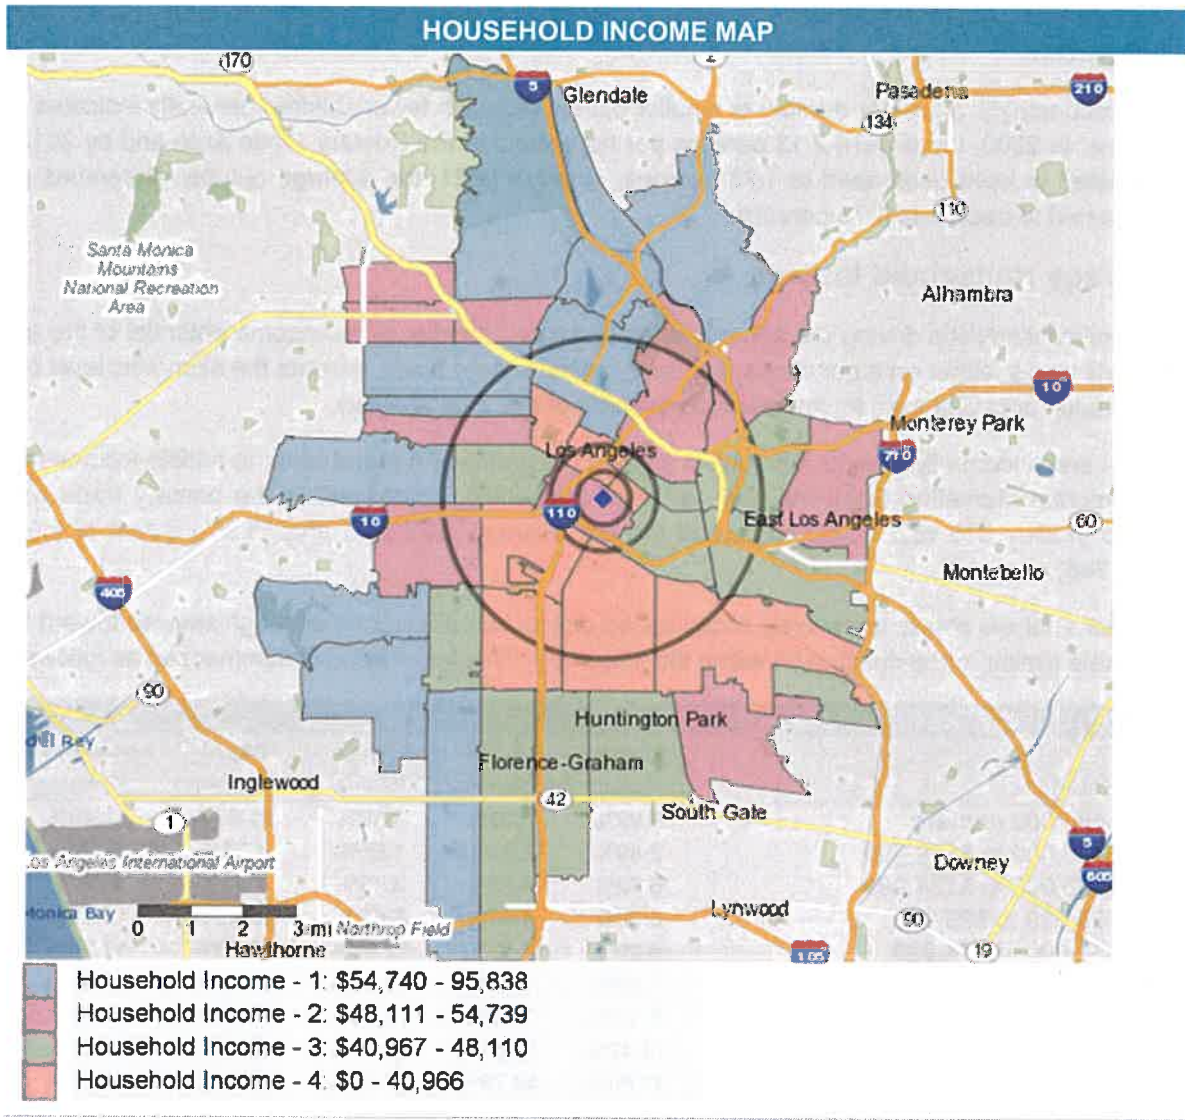 HOUSEHOLD INCOME MAP
170
5
Glendale
Pasadena
210
134
110
Santa Monica
Mountains
National Recreation
Area
Alhambra
10
Monterey Park
710
Los Angeles
110
10
East Los Angeles
60
405
Montebello
90
del Rey
Huntington Park
Florence-Graham
Inglewood
42
South Gate
1
5
Los Angeles International Airport
Downey
605
Monica Bay
Lynwood
90
0 1 2 3 mi
Northrop Field
Hawthorne
105
19
Household Income - 1: $54,740 - 95,838
Household Income - 2: $48,111 - 54,739
Household Income - 3: $40,967 - 48,110
Household Income - 4: $0 - 40,966